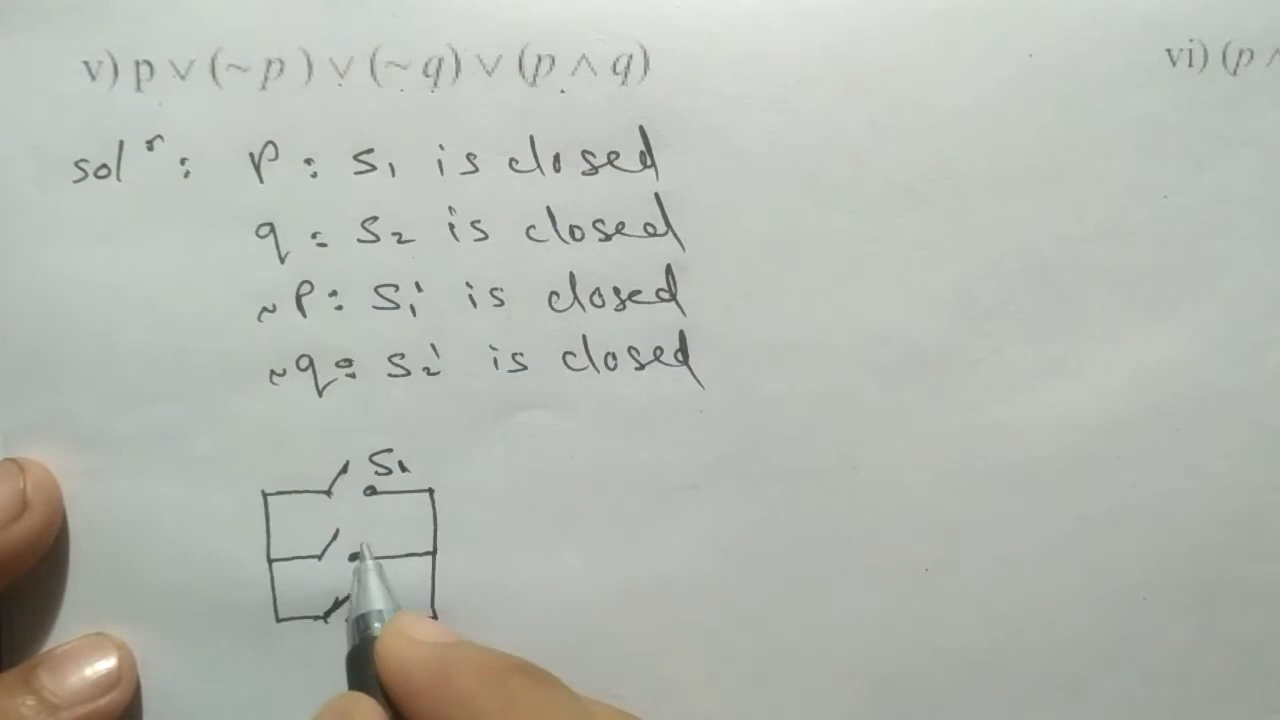 v) p ∨ (~ p ) ∨ (~ q) ∨ (p ∧ q)
vi) (p ∧
solⁿ : p : S₁ is closed
q : S₂ is closed
~p : S₁' is closed
~q : S₂' is closed
S₁